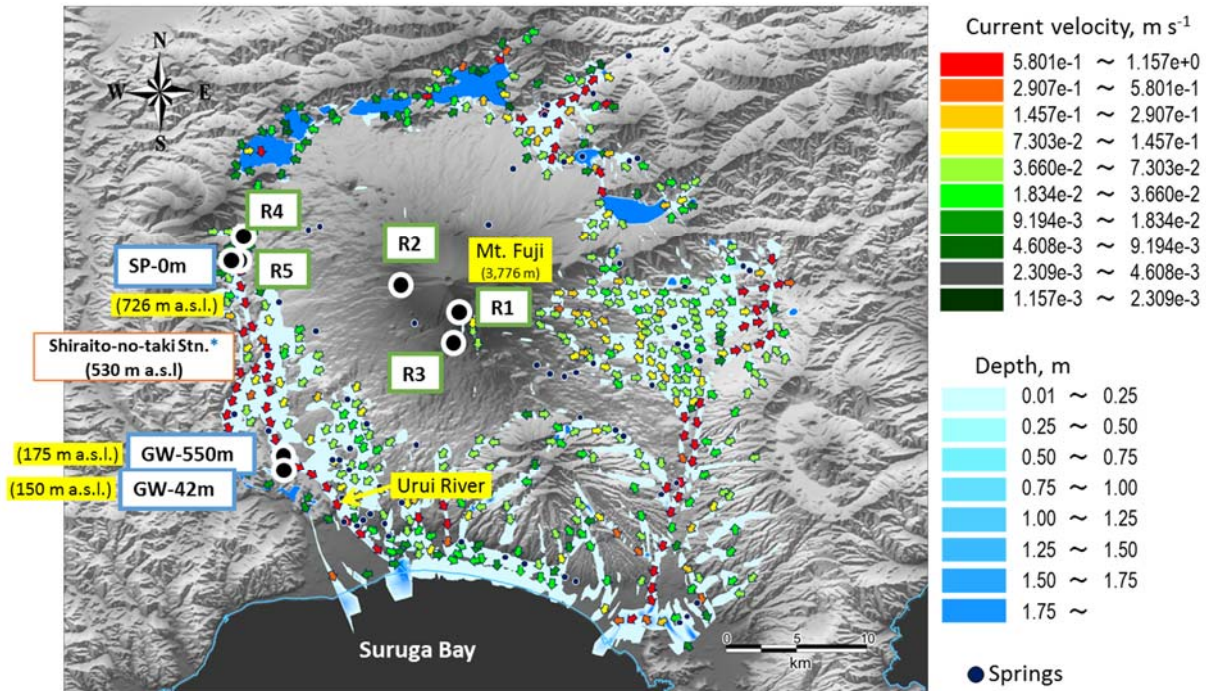 N
W E
S
R4
R2
SP-0m
R5
Mt. Fuji
(3,776 m)
(726 m a.s.l.)
R1
Shiraito-no-taki Stn.*
(530 m a.s.l)
R3
(175 m a.s.l.) GW-550m
(150 m a.s.l.) GW-42m
Urui River
Suruga Bay
0 5 10
km
Current velocity, m s-1
5.801e-1 ～ 1.157e+0
2.907e-1 ～ 5.801e-1
1.457e-1 ～ 2.907e-1
7.303e-2 ～ 1.457e-1
3.660e-2 ～ 7.303e-2
1.834e-2 ～ 3.660e-2
9.194e-3 ～ 1.834e-2
4.608e-3 ～ 9.194e-3
2.309e-3 ～ 4.608e-3
1.157e-3 ～ 2.309e-3
Depth, m
0.01 ～ 0.25
0.25 ～ 0.50
0.50 ～ 0.75
0.75 ～ 1.00
1.00 ～ 1.25
1.25 ～ 1.50
1.50 ～ 1.75
1.75 ～
Springs